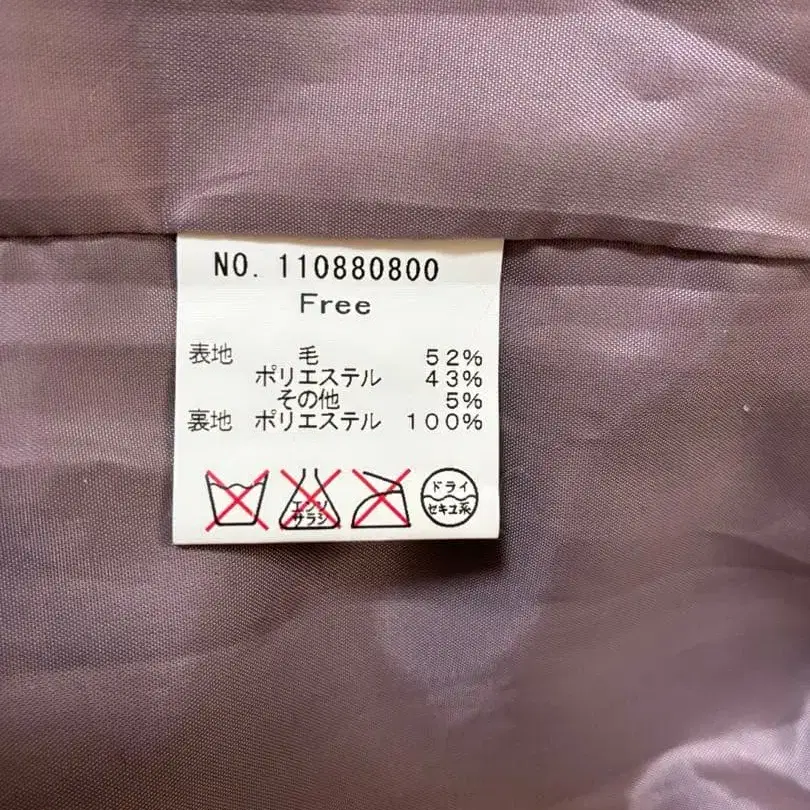 NO. 110880800
Free
表地 毛 52%
ポリエステル 43%
その他 5%
裏地 ポリエステル 100%
エンソ
サラシ
ドライ
セキユ系